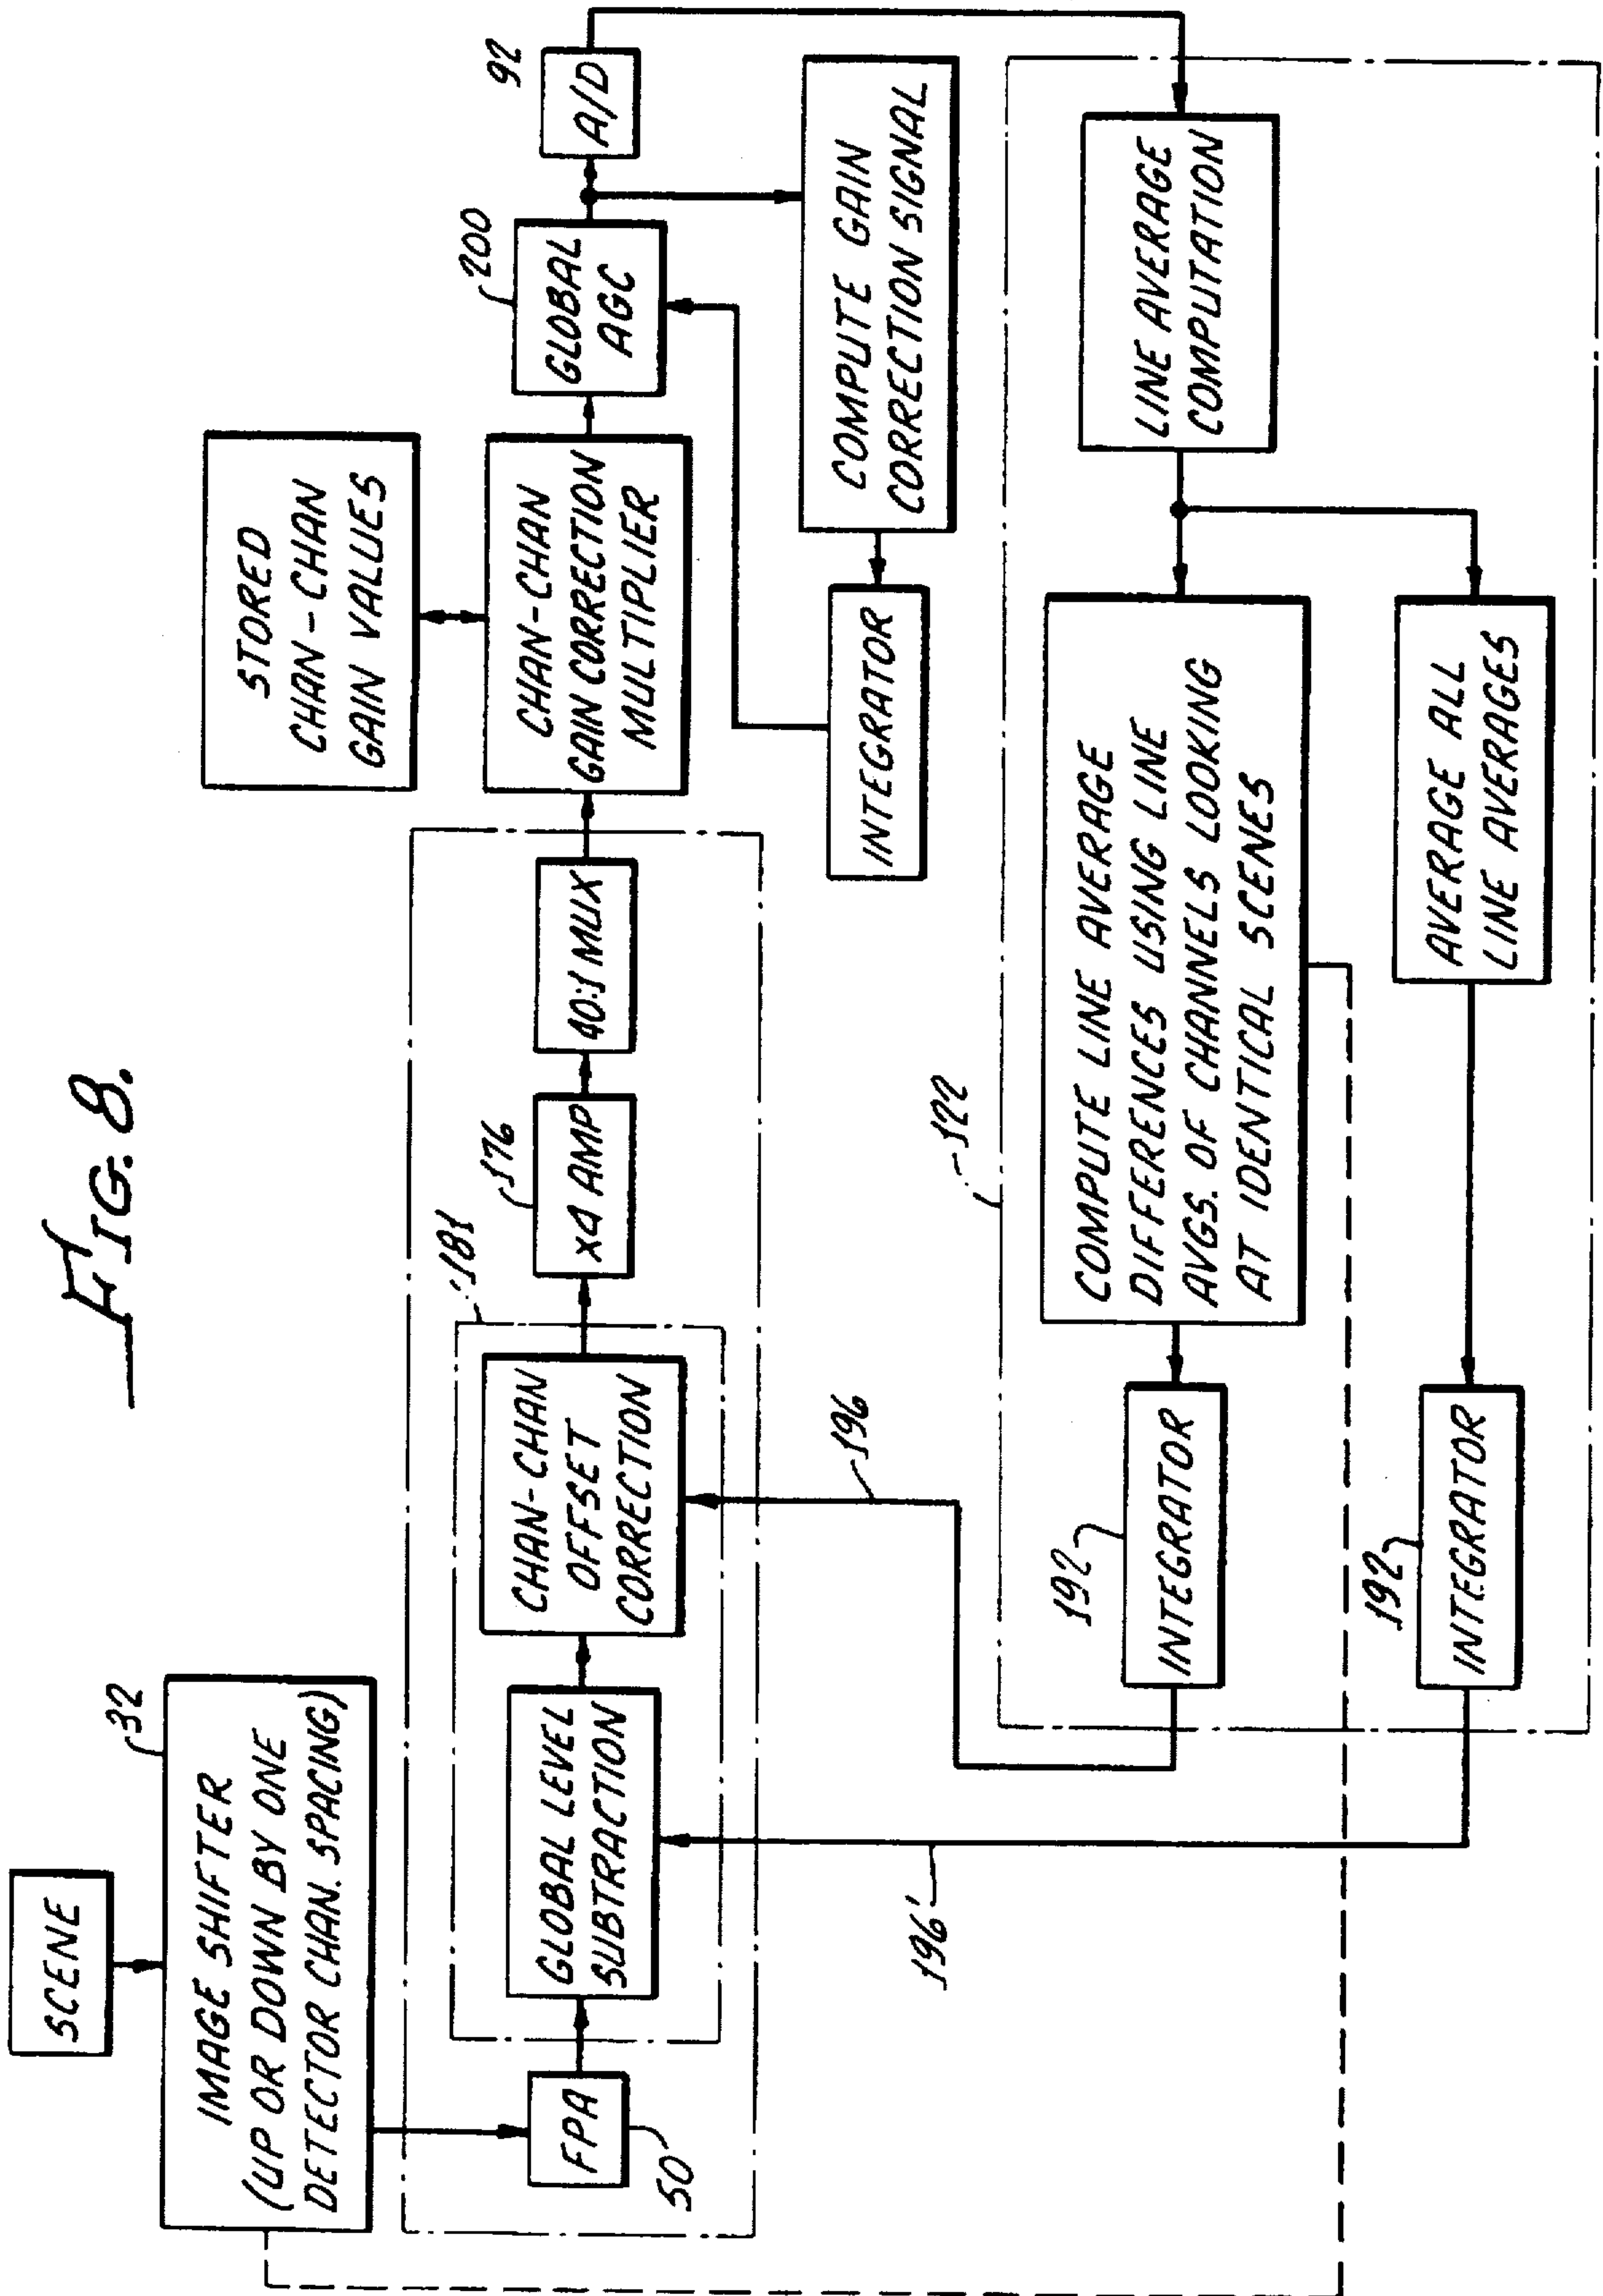 FIG. 8.
SCENE
32
IMAGE SHIFTER
(UP OR DOWN BY ONE
DETECTOR CHAN. SPACING)
FPA
50
181
GLOBAL LEVEL
SUBTRACTION
CHAN-CHAN
OFFSET
CORRECTION
176
x4 AMP
40:1 MUX
STORED
CHAN-CHAN
GAIN VALUES
CHAN-CHAN
GAIN CORRECTION
MULTIPLIER
200
GLOBAL
AGC
92
A/D
COMPUTE GAIN
CORRECTION SIGNAL
INTEGRATOR
196
196'
122
LINE AVERAGE
COMPUTATION
COMPUTE LINE AVERAGE
DIFFERENCES USING LINE
AVGS. OF CHANNELS LOOKING
AT IDENTICAL SCENES
192
INTEGRATOR
AVERAGE ALL
LINE AVERAGES
192
INTEGRATOR